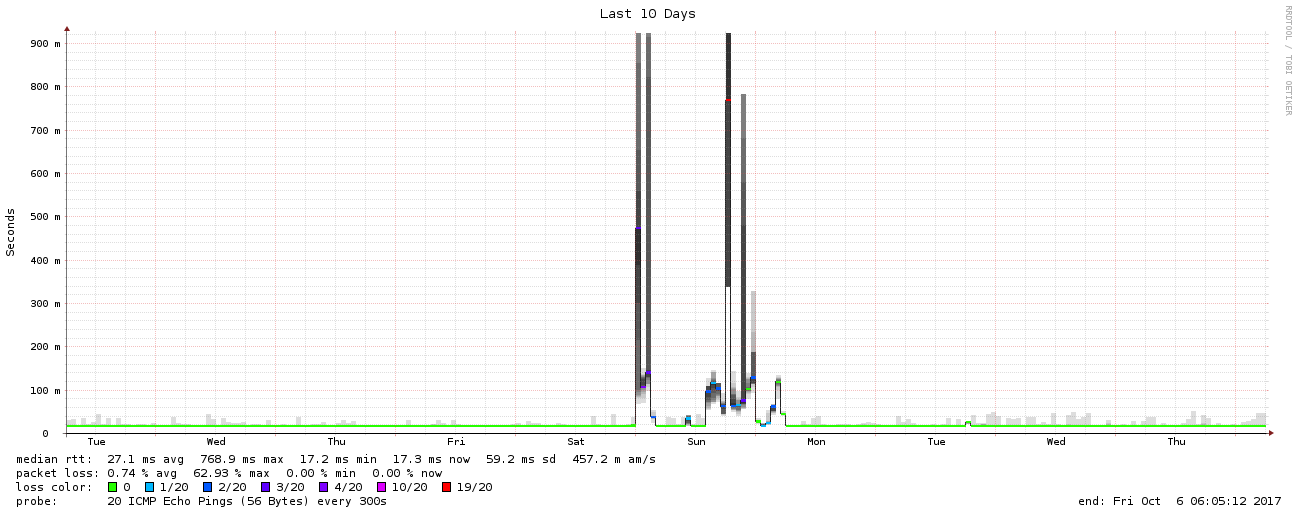 Last 10 Days
RRDTOOL / TOBI OETIKER
Seconds
900 m
800 m
700 m
600 m
500 m
400 m
300 m
200 m
100 m
0
Tue Wed Thu Fri Sat Sun Mon Tue Wed Thu
median rtt: 27.1 ms avg 768.9 ms max 17.2 ms min 17.3 ms now 59.2 ms sd 457.2 m am/s
packet loss: 0.74 % avg 62.93 % max 0.00 % min 0.00 % now
loss color: 0 1/20 2/20 3/20 4/20 10/20 19/20
probe: 20 ICMP Echo Pings (56 Bytes) every 300s end: Fri Oct 6 06:05:12 2017